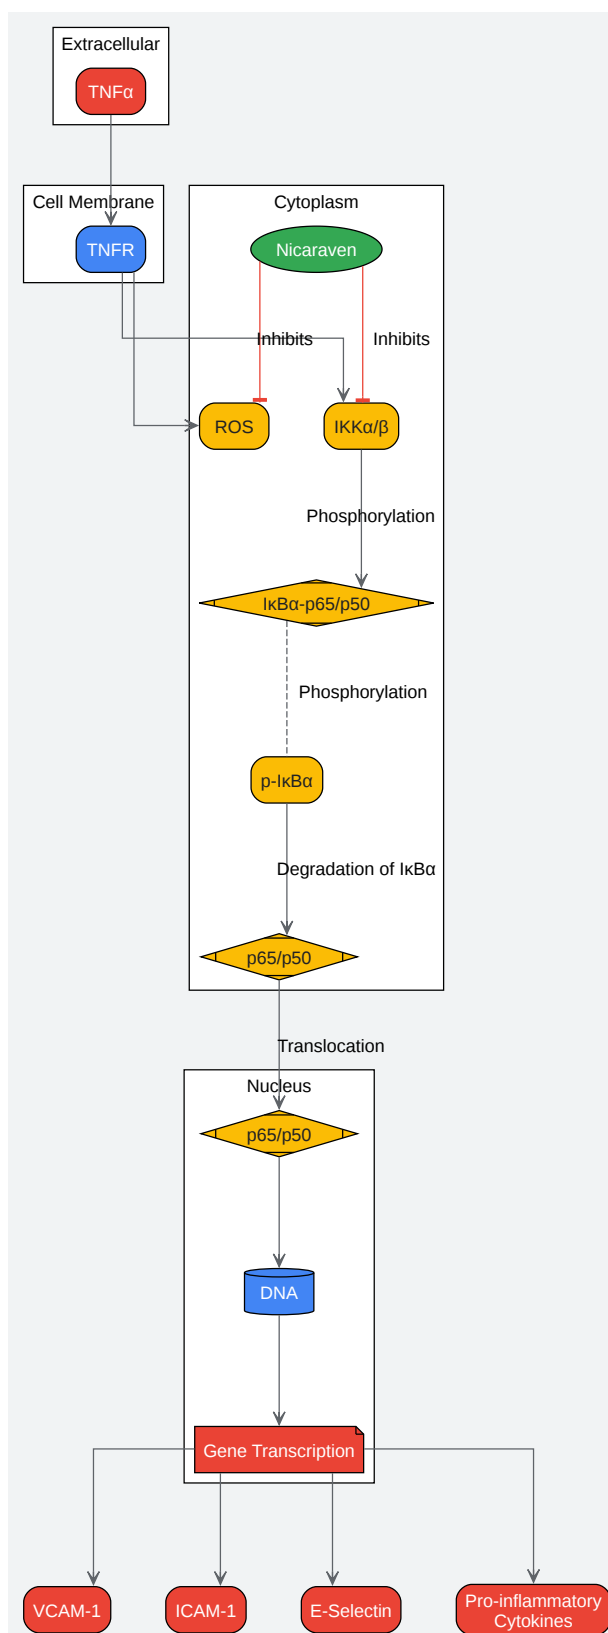 Extracellular
TNFα
Cell Membrane
TNFR
Cytoplasm
Nicaraven
Inhibits
Inhibits
ROS
IKKα/β
Phosphorylation
IκBα-p65/p50
Phosphorylation
p-IκBα
Degradation of IκBα
p65/p50
Translocation
Nucleus
p65/p50
DNA
Gene Transcription
VCAM-1
ICAM-1
E-Selectin
Pro-inflammatory
Cytokines